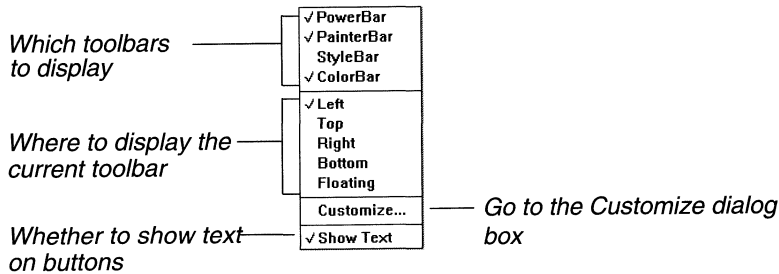 Which toolbars
to display
✓ PowerBar
✓ PainterBar
StyleBar
✓ ColorBar
Where to display the
current toolbar
✓ Left
Top
Right
Bottom
Floating
Customize...
Go to the Customize dialog
box
Whether to show text
on buttons
✓ Show Text